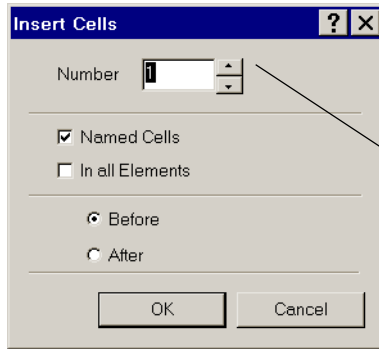 Insert Cells
Number 1
Named Cells
In all Elements
Before
After
OK Cancel